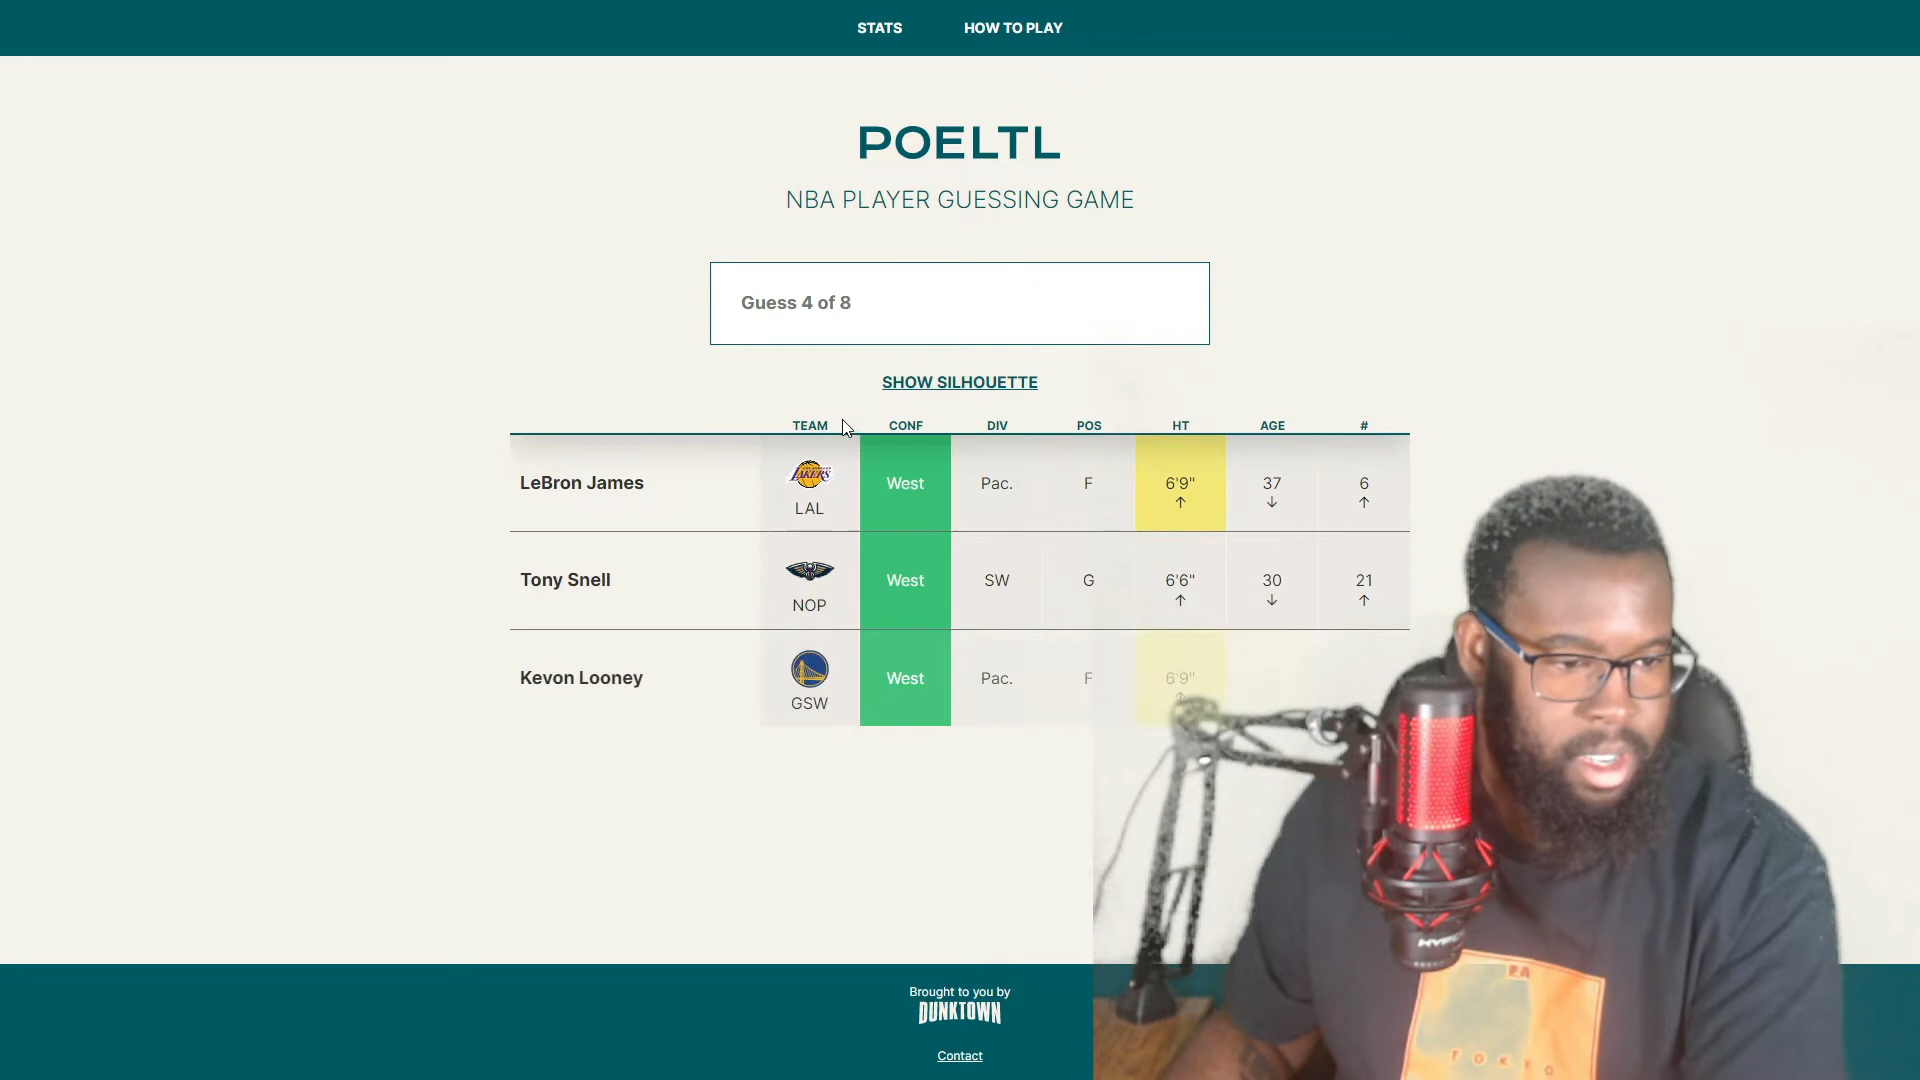 STATS HOW TO PLAY
POELTL
NBA PLAYER GUESSING GAME
Guess 4 of 8
SHOW SILHOUETTE
TEAM CONF DIV POS HT AGE #
LeBron James LAKERS LAL West Pac. F 6'9" ↑ 37 ↓ 6 ↑
Tony Snell NOP West SW G 6'6" ↑ 30 ↓ 21 ↑
Kevon Looney GSW West Pac. F 6'9" ↑
Brought to you by
DUNKTOWN
Contact
TOKYO